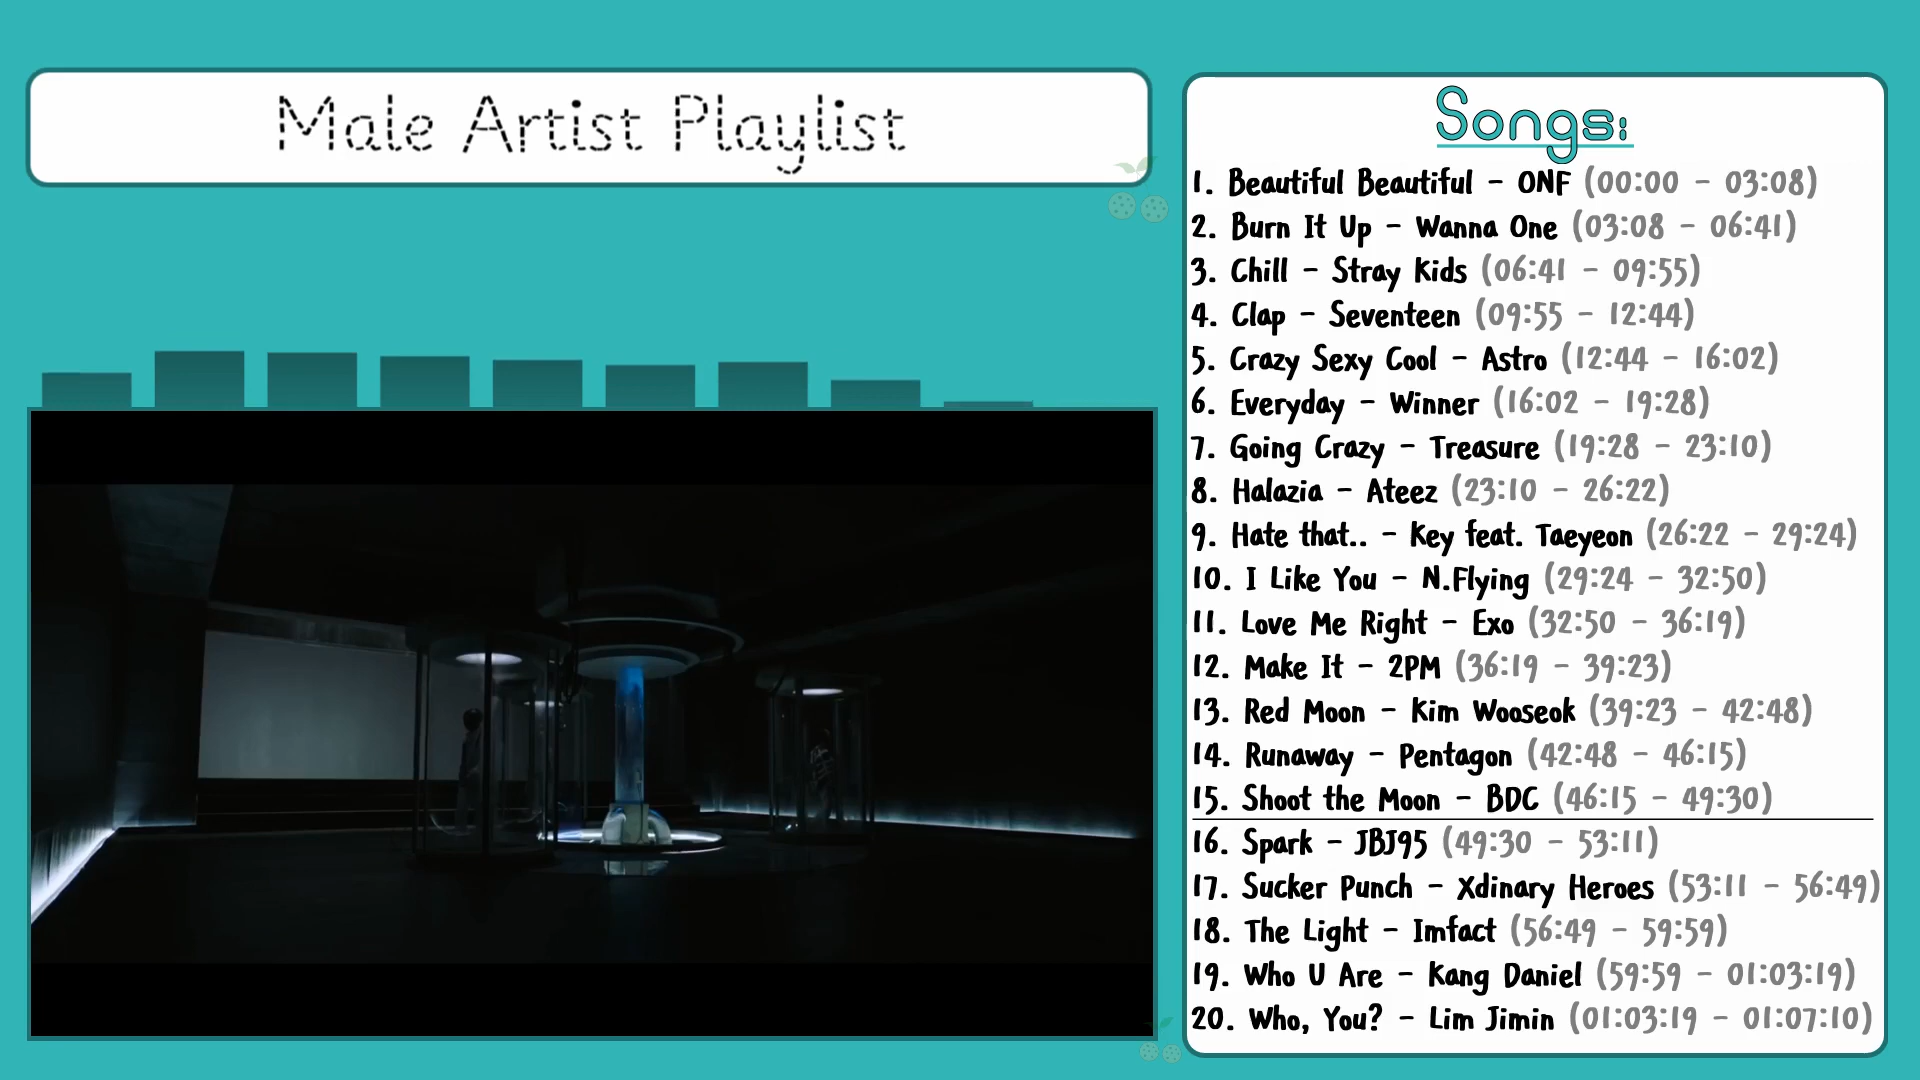 Male Artist Playlist
Songs:
1. Beautiful Beautiful - ONF (00:00 - 03:08)
2. Burn It Up - Wanna One (03:08 - 06:41)
3. Chill - Stray Kids (06:41 - 09:55)
4. Clap - Seventeen (09:55 - 12:44)
5. Crazy Sexy Cool - Astro (12:44 - 16:02)
6. Everyday - Winner (16:02 - 19:28)
7. Going Crazy - Treasure (19:28 - 23:10)
8. Halazia - Ateez (23:10 - 26:22)
9. Hate that.. - Key feat. Taeyeon (26:22 - 29:24)
10. I Like You - N.Flying (29:24 - 32:50)
11. Love Me Right - Exo (32:50 - 36:19)
12. Make It - 2PM (36:19 - 39:23)
13. Red Moon - Kim Wooseok (39:23 - 42:48)
14. Runaway - Pentagon (42:48 - 46:15)
15. Shoot the Moon - BDC (46:15 - 49:30)
16. Spark - JBJ95 (49:30 - 53:11)
17. Sucker Punch - Xdinary Heroes (53:11 - 56:49)
18. The Light - Imfact (56:49 - 59:59)
19. Who U Are - Kang Daniel (59:59 - 01:03:19)
20. Who, You? - Lim Jimin (01:03:19 - 01:07:10)